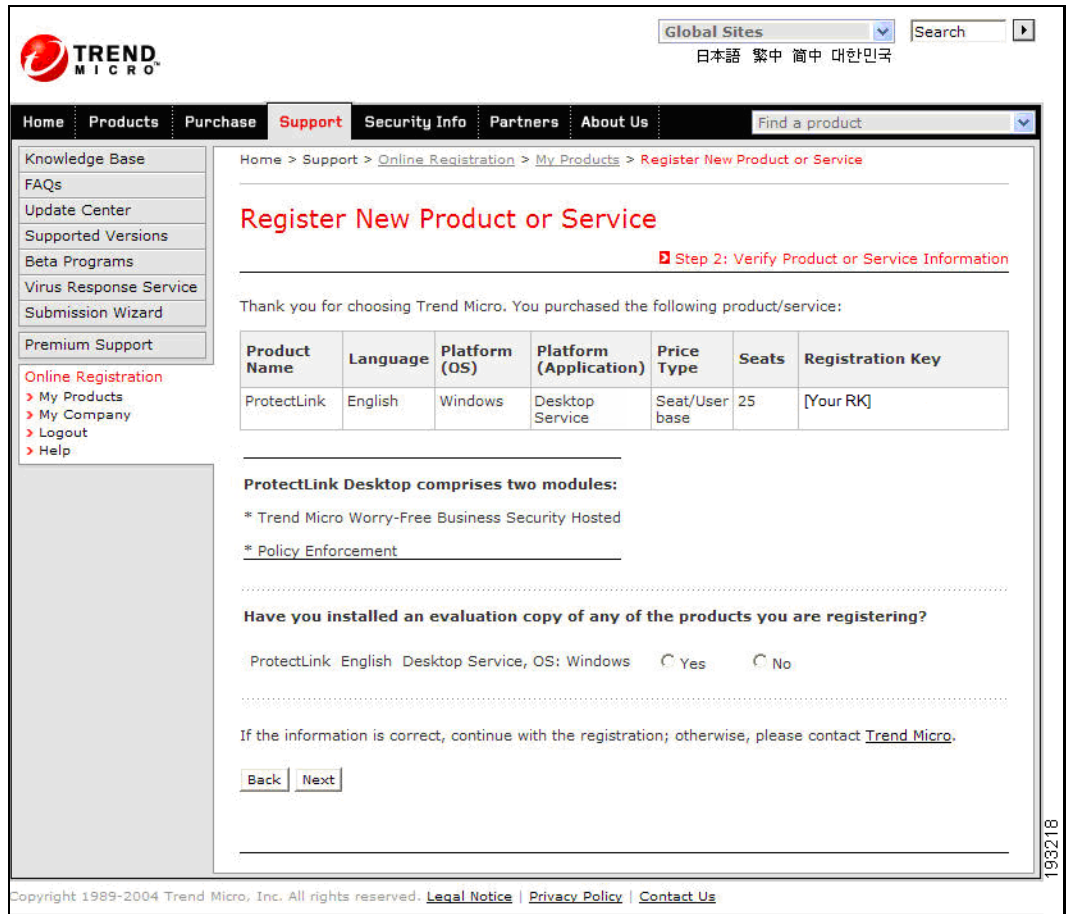 Global Sites
Search
TREND
MICRO™
日本語 繁中 简中 대한민국
Home Products Purchase Support Security Info Partners About Us
Find a product
Knowledge Base
FAQs
Update Center
Supported Versions
Beta Programs
Virus Response Service
Submission Wizard
Premium Support
Online Registration
My Products
My Company
Logout
Help
Home > Support > Online Registration > My Products > Register New Product or Service
Register New Product or Service
Step 2: Verify Product or Service Information
Thank you for choosing Trend Micro. You purchased the following product/service:
Product Name Language Platform (OS) Platform (Application) Price Type Seats Registration Key
ProtectLink English Windows Desktop Service Seat/User base 25 [Your RK]
ProtectLink Desktop comprises two modules:
* Trend Micro Worry-Free Business Security Hosted
* Policy Enforcement
Have you installed an evaluation copy of any of the products you are registering?
ProtectLink English Desktop Service, OS: Windows Yes No
If the information is correct, continue with the registration; otherwise, please contact Trend Micro.
Back Next
193218
Copyright 1989-2004 Trend Micro, Inc. All rights reserved. Legal Notice | Privacy Policy | Contact Us